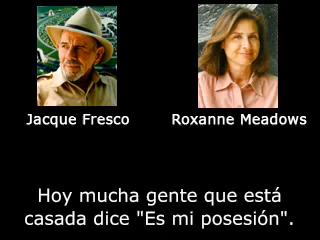 Jacque Fresco Roxanne Meadows
Hoy mucha gente que está
casada dice "Es mi posesión".